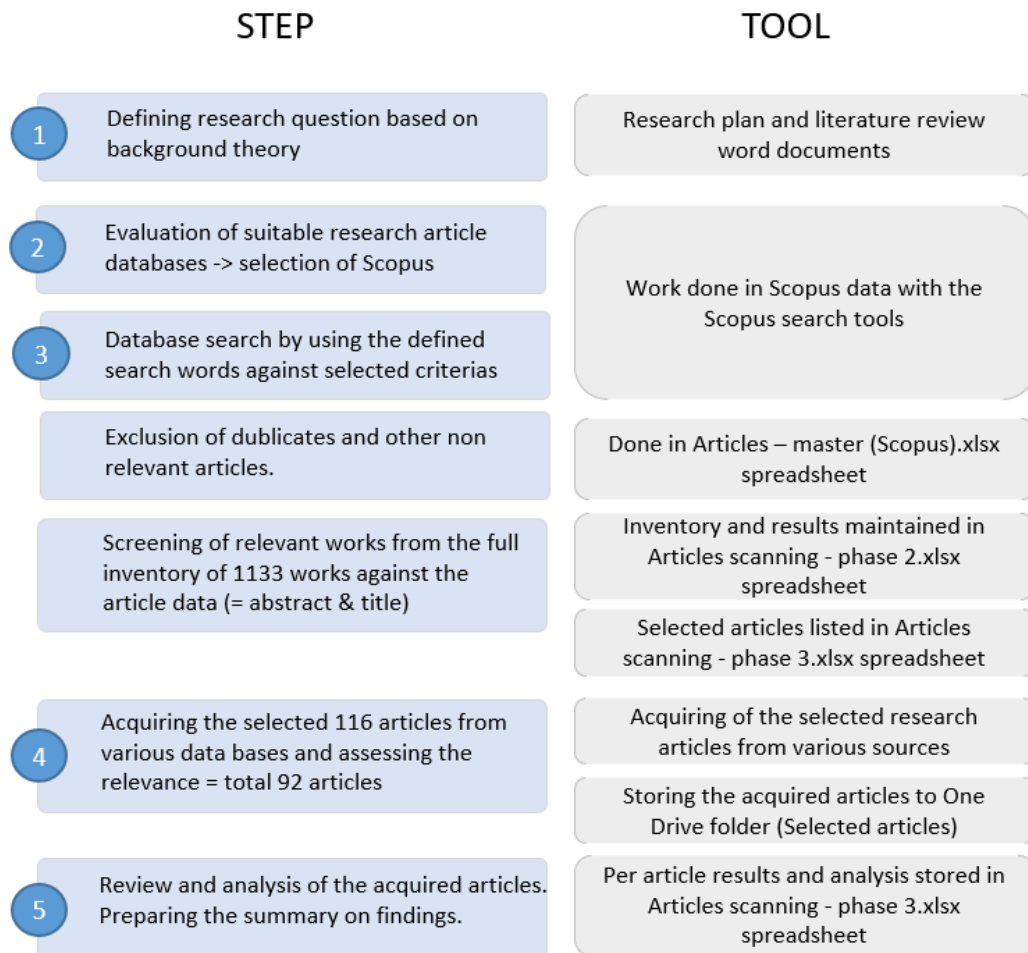 STEP
TOOL
1
Defining research question based on
background theory
Research plan and literature review
word documents
2
Evaluation of suitable research article
databases -> selection of Scopus
Work done in Scopus data with the
Scopus search tools
3
Database search by using the defined
search words against selected criterias
Exclusion of dublicates and other non
relevant articles.
Done in Articles – master (Scopus).xlsx
spreadsheet
Screening of relevant works from the full
inventory of 1133 works against the
article data (= abstract & title)
Inventory and results maintained in
Articles scanning - phase 2.xlsx
spreadsheet
Selected articles listed in Articles
scanning - phase 3.xlsx spreadsheet
4
Acquiring the selected 116 articles from
various data bases and assessing the
relevance = total 92 articles
Acquiring of the selected research
articles from various sources
Storing the acquired articles to One
Drive folder (Selected articles)
5
Review and analysis of the acquired articles.
Preparing the summary on findings.
Per article results and analysis stored in
Articles scanning - phase 3.xlsx
spreadsheet